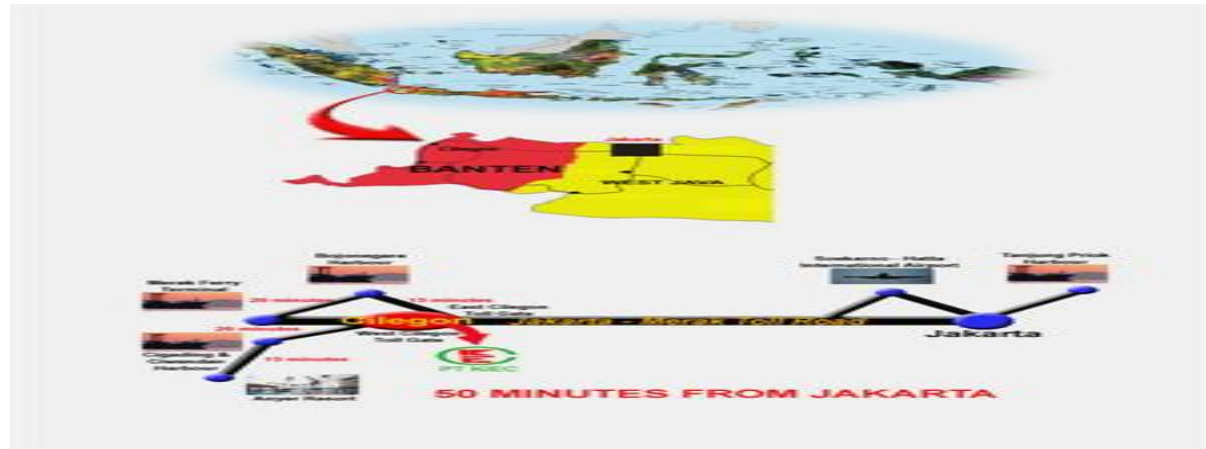 Jakarta
Cilegon
BANTEN
WEST JAVA
Bojonegara
Harbour
Soekarno - Hatta
International Airport
Tanjung Priok
Harbour
Merak Ferry
Terminal
20 minutes
15 minutes
East Cilegon
Toll Gate
Cilegon
Jakarta - Merak Toll Road
Jakarta
20 minutes
West Cilegon
Toll Gate
Cigading &
Ciwandan
Harbour
15 minutes
PT KIEC
Anyer Resort
50 MINUTES FROM JAKARTA